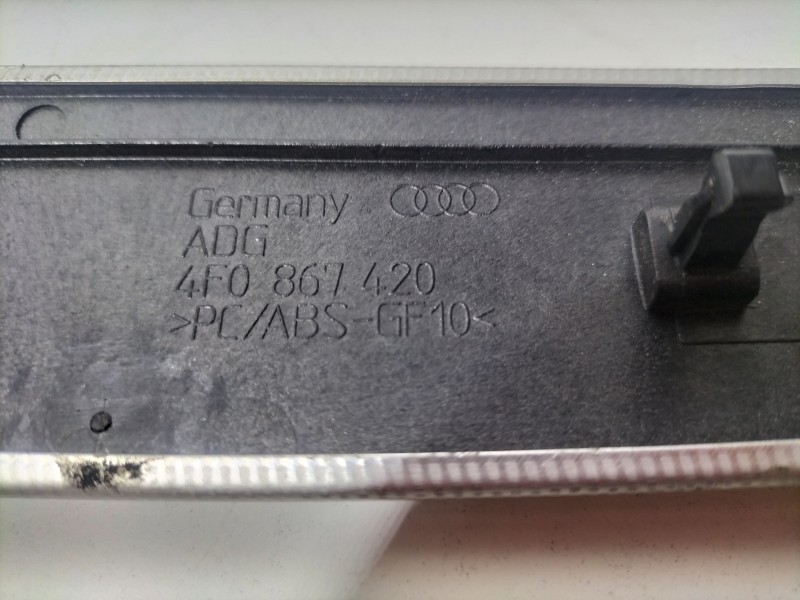 Germany
ADG
4F0 867 420
>PC/ABS-GF10<